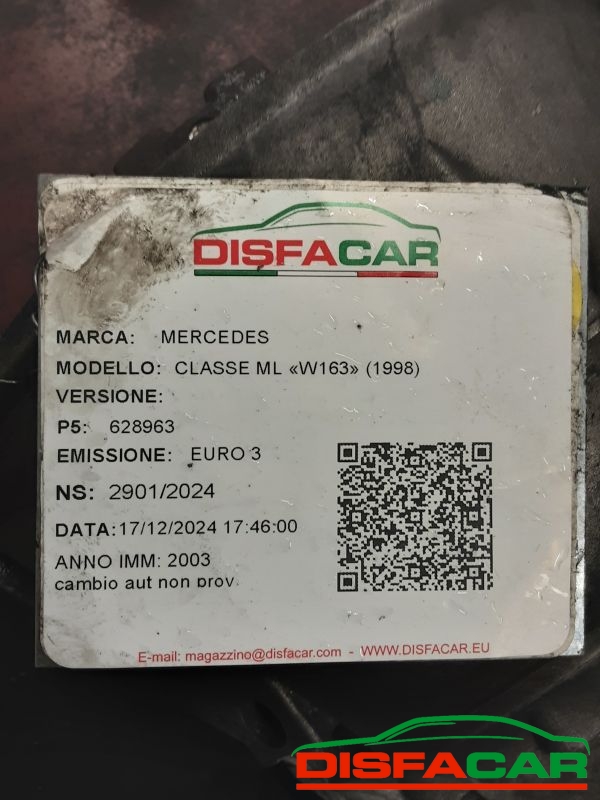 DISFACAR
MARCA: MERCEDES
MODELLO: CLASSE ML «W163» (1998)
VERSIONE:
P5: 628963
EMISSIONE: EURO 3
NS: 2901/2024
DATA:17/12/2024 17:46:00
ANNO IMM: 2003
cambio aut non prov.
E-mail: magazzino@disfacar.com - WWW.DISFACAR.EU
DISFACAR